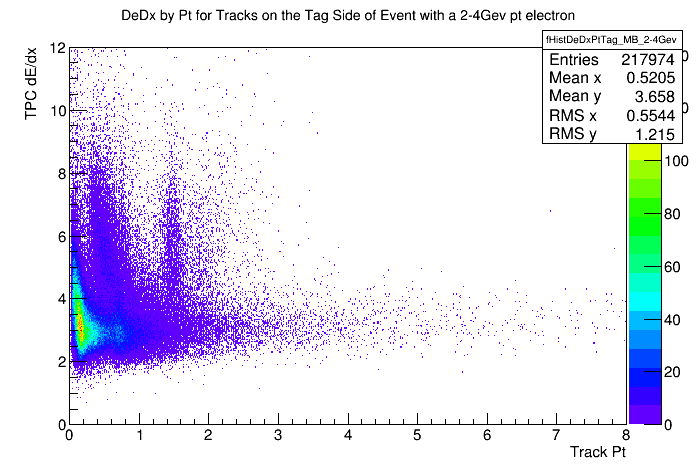 DeDx by Pt for Tracks on the Tag Side of Event with a 2-4Gev pt electron
fHistDeDxPtTag_MB_2-4Gev
Entries 217974
Mean x 0.5205
Mean y 3.658
RMS x 0.5544
RMS y 1.215
TPC dE/dx
12
10
8
6
4
2
0
0 1 2 3 4 5 6 7 8
Track Pt
100
80
60
40
20
0